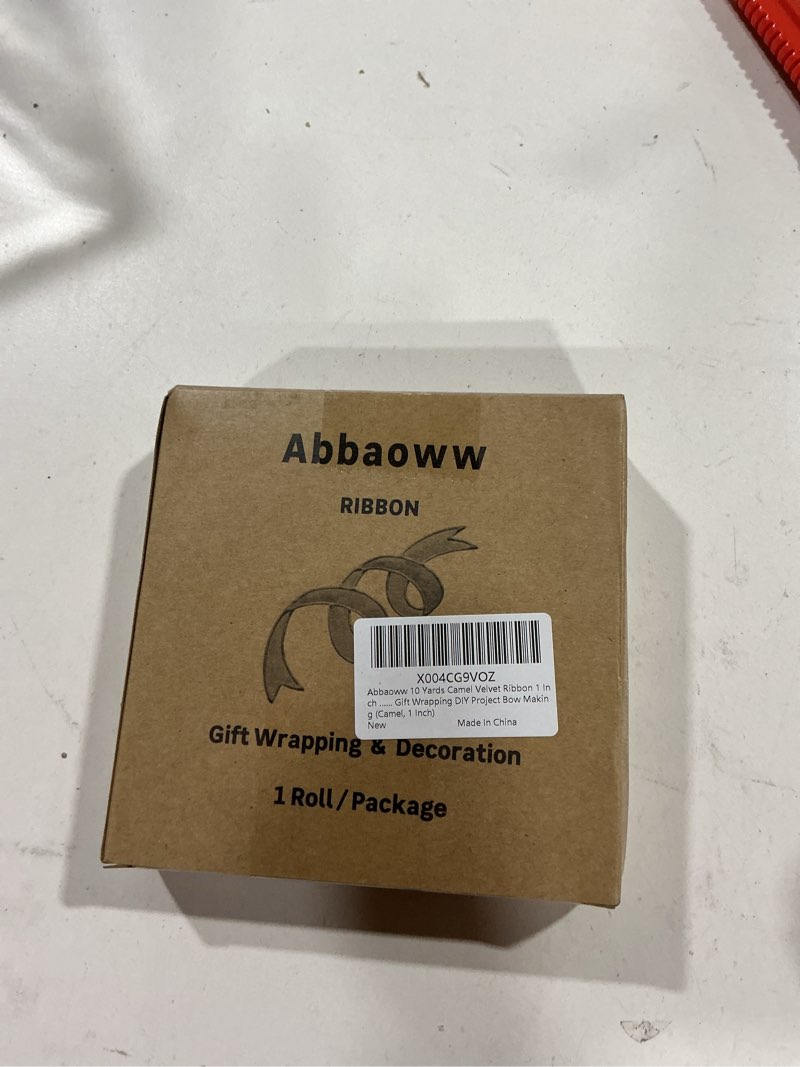 Abbaoww
RIBBON
X004CG9VOZ
Abbaoww 10 Yards Camel Velvet Ribbon 1 In
ch ...... Gift Wrapping DIY Project Bow Makin
g (Camel, 1 Inch)
New Made in China
Gift Wrapping & Decoration
1 Roll/Package